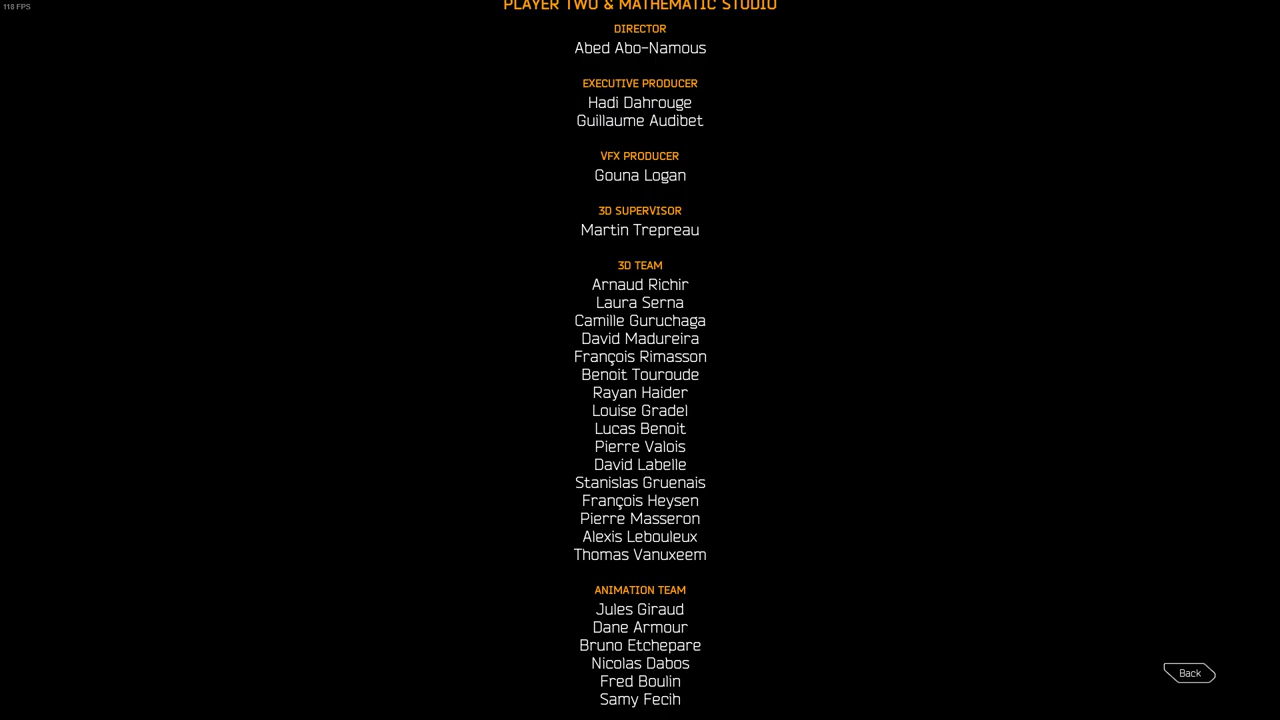 118 FPS
PLAYER TWO & MATHEMATIC STUDIO
DIRECTOR
Abed Abo-Namous
EXECUTIVE PRODUCER
Hadi Dahrouge
Guillaume Audibet
VFX PRODUCER
Gouna Logan
3D SUPERVISOR
Martin Trepreau
3D TEAM
Arnaud Richir
Laura Serna
Camille Guruchaga
David Madureira
François Rimasson
Benoit Touroude
Rayan Haider
Louise Gradel
Lucas Benoit
Pierre Valois
David Labelle
Stanislas Gruenais
François Heysen
Pierre Masseron
Alexis Lebouleux
Thomas Vanuxeem
ANIMATION TEAM
Jules Giraud
Dane Armour
Bruno Etchepare
Nicolas Dabos
Fred Boulin
Samy Fecih
Back